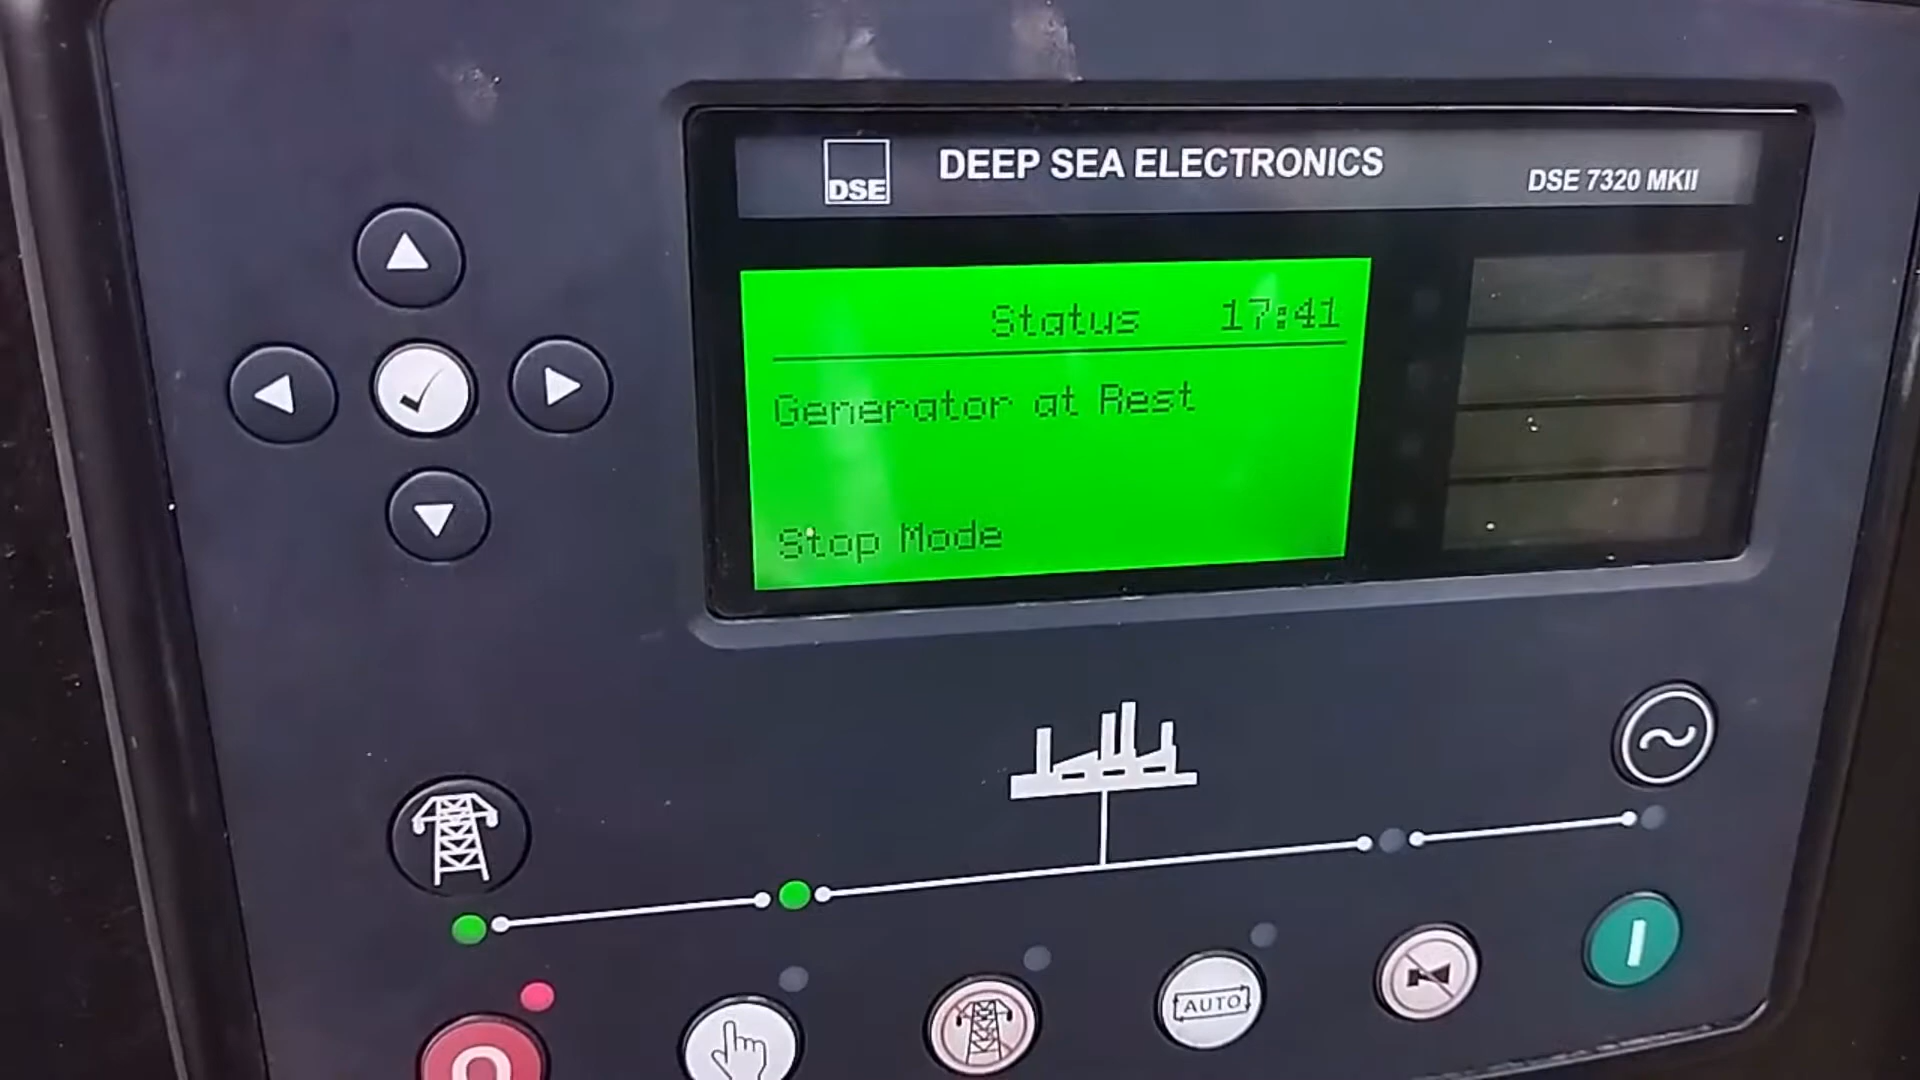 DSE DEEP SEA ELECTRONICS DSE 7320 MKII
Status 17:41
Generator at Rest
Stop Mode
AUTO